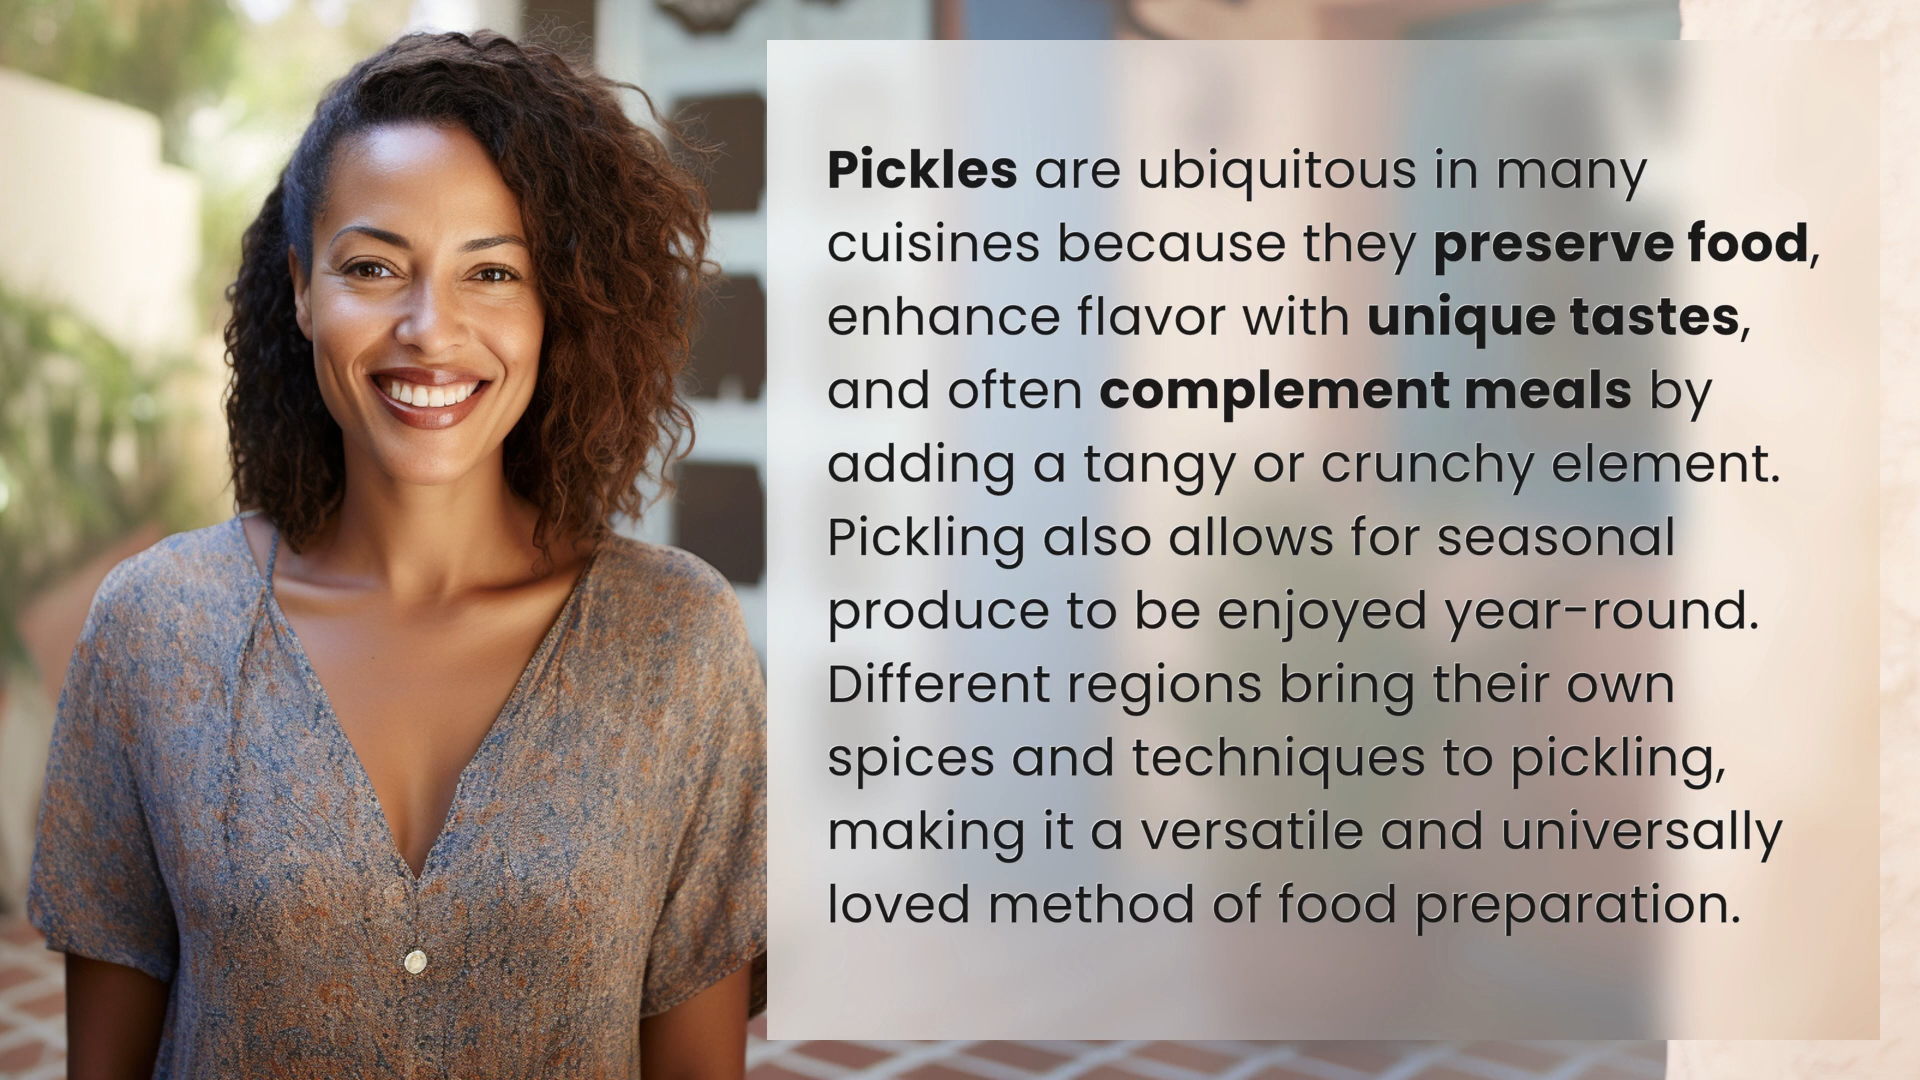 Pickles are ubiquitous in many
cuisines because they preserve food,
enhance flavor with unique tastes,
and often complement meals by
adding a tangy or crunchy element.
Pickling also allows for seasonal
produce to be enjoyed year-round.
Different regions bring their own
spices and techniques to pickling,
making it a versatile and universally
loved method of food preparation.